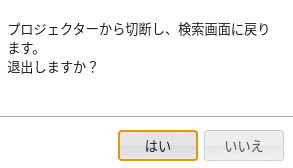 プロジェクターから切断し、検索画面に戻り
ます。
退出しますか？
はい
いいえ